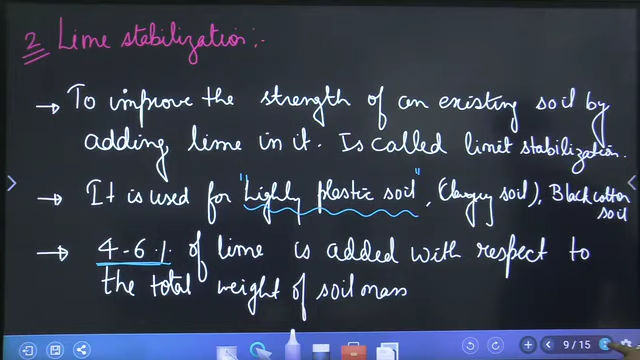 2 Lime stabilization:-
→ To improve the strength of an existing soil by
adding lime in it. Is called limit stabilization.
→ It is used for "highly plastic soil", (Clayey soil), Black cotton
soil
→ 4-6% of lime is added with respect to
the total weight of soil mass
9/15